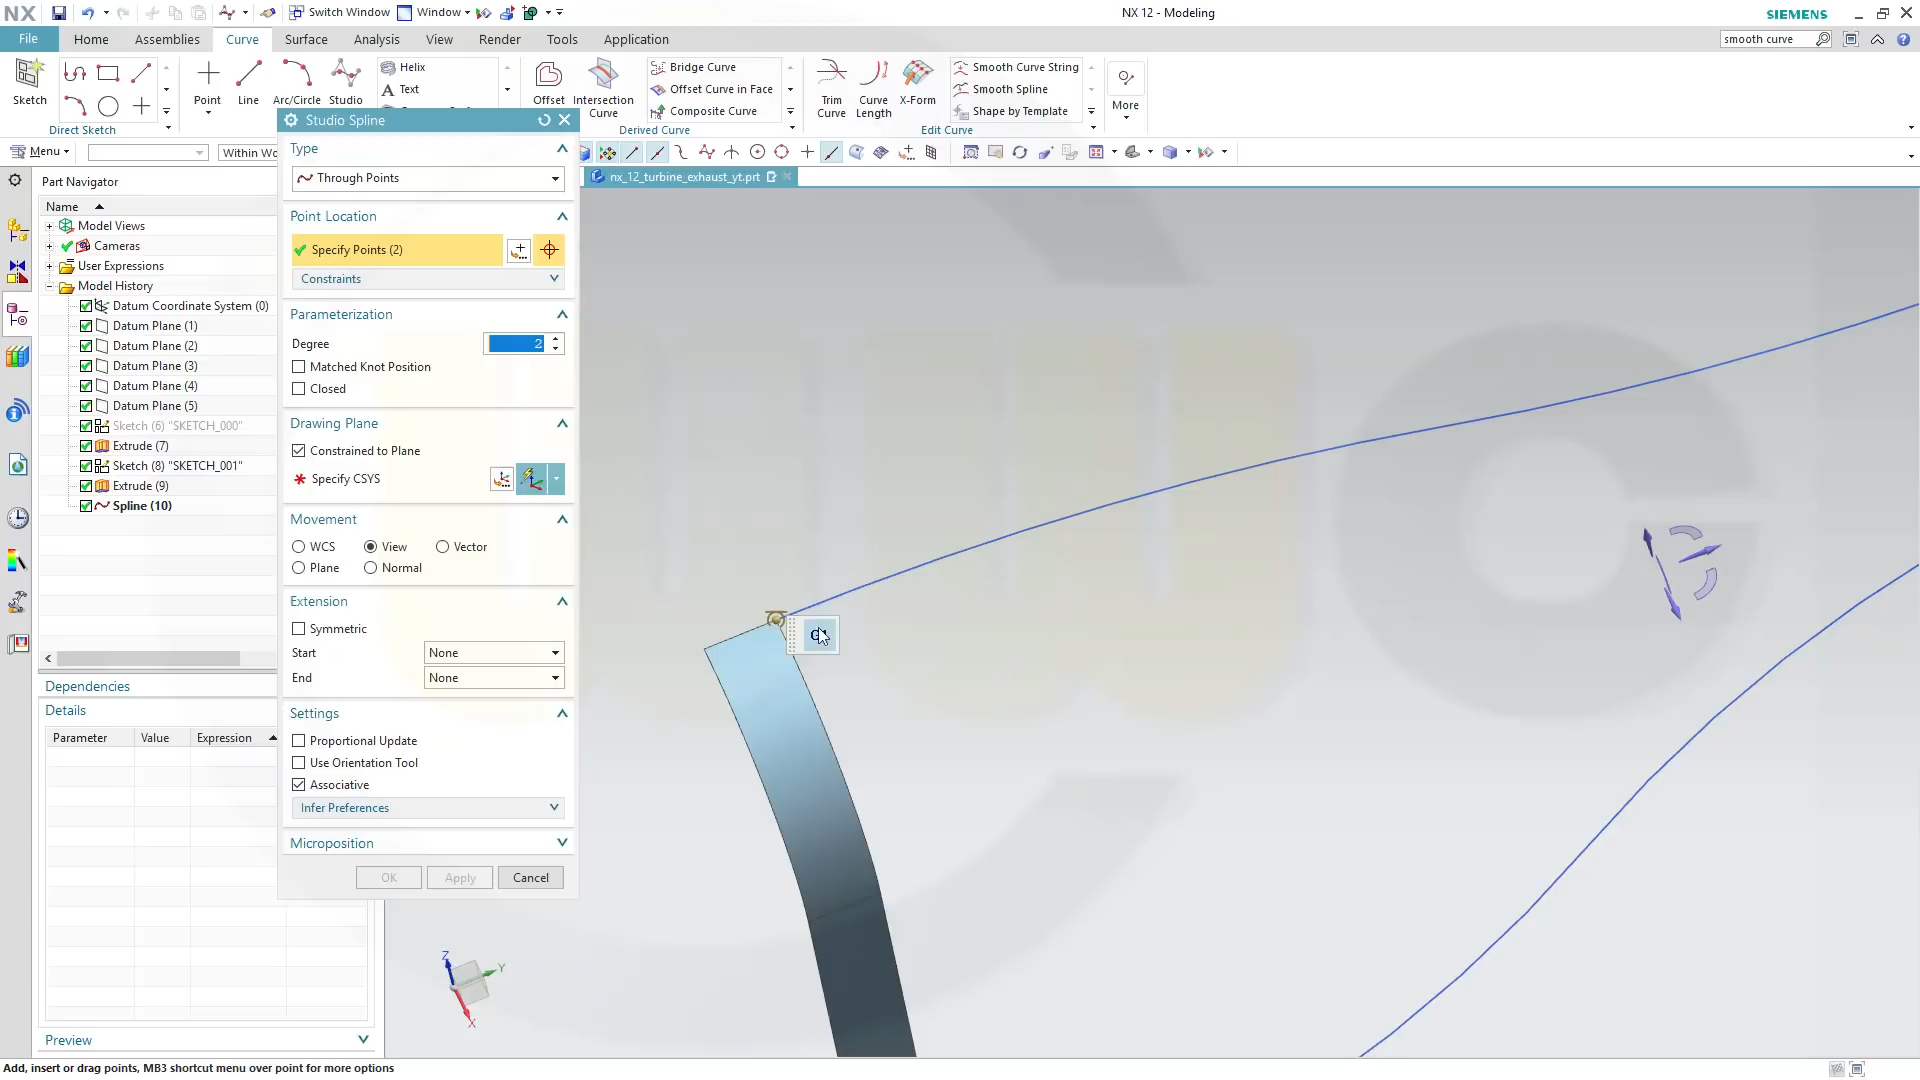 NX
Switch Window
Window
NX 12 - Modeling
SIEMENS
File
Home
Assemblies
Curve
Surface
Analysis
View
Render
Tools
Application
smooth curve
Sketch
Direct Sketch
Point
Line
Arc/Circle
Studio
Helix
Text
Offset
Intersection
Curve
Bridge Curve
Offset Curve in Face
Composite Curve
Derived Curve
Trim
Curve
Curve
Length
X-Form
Smooth Curve String
Smooth Spline
Shape by Template
Edit Curve
More
Menu
Within Wo
nx_12_turbine_exhaust_yt.prt
Part Navigator
Name
Model Views
Cameras
User Expressions
Model History
Datum Coordinate System (0)
Datum Plane (1)
Datum Plane (2)
Datum Plane (3)
Datum Plane (4)
Datum Plane (5)
Sketch (6) "SKETCH_000"
Extrude (7)
Sketch (8) "SKETCH_001"
Extrude (9)
Spline (10)
Dependencies
Details
Parameter
Value
Expression
Preview
Studio Spline
Type
Through Points
Point Location
Specify Points (2)
Constraints
Parameterization
Degree
2
Matched Knot Position
Closed
Drawing Plane
Constrained to Plane
Specify CSYS
Movement
WCS
View
Vector
Plane
Normal
Extension
Symmetric
Start
None
End
None
Settings
Proportional Update
Use Orientation Tool
Associative
Infer Preferences
Microposition
OK
Apply
Cancel
Z
Y
X
Add, insert or drag points, MB3 shortcut menu over point for more options